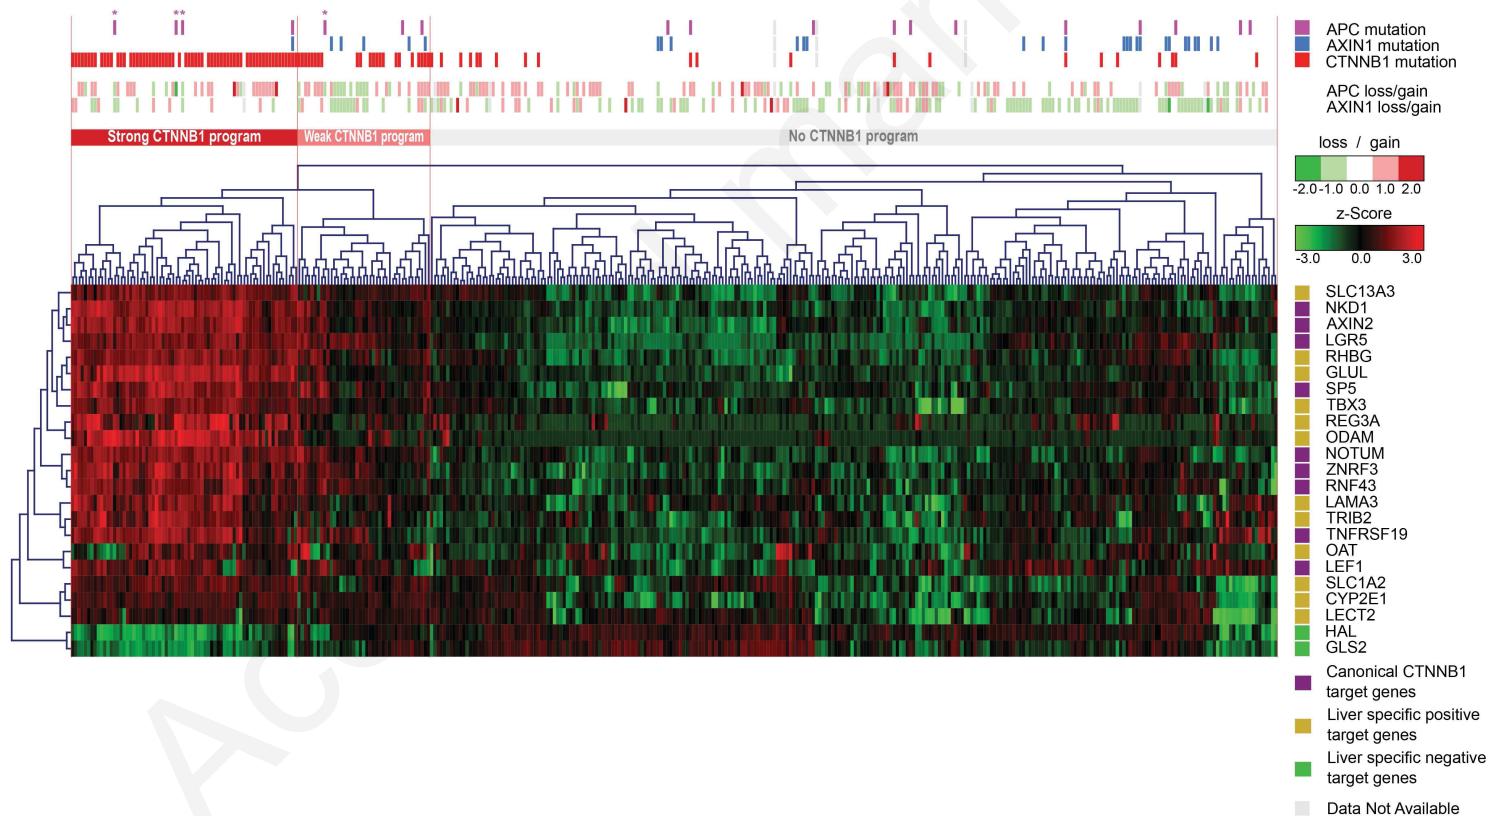 * ** *
APC mutation
AXIN1 mutation
CTNNB1 mutation
APC loss/gain
AXIN1 loss/gain
Strong CTNNB1 program Weak CTNNB1 program No CTNNB1 program
loss / gain
-2.0 -1.0 0.0 1.0 2.0
z-Score
-3.0 0.0 3.0
SLC13A3
NKD1
AXIN2
LGR5
RHBG
GLUL
SP5
TBX3
REG3A
ODAM
NOTUM
ZNRF3
RNF43
LAMA3
TRIB2
TNFRSF19
OAT
LEF1
SLC1A2
CYP2E1
LECT2
HAL
GLS2
Canonical CTNNB1
target genes
Liver specific positive
target genes
Liver specific negative
target genes
Data Not Available